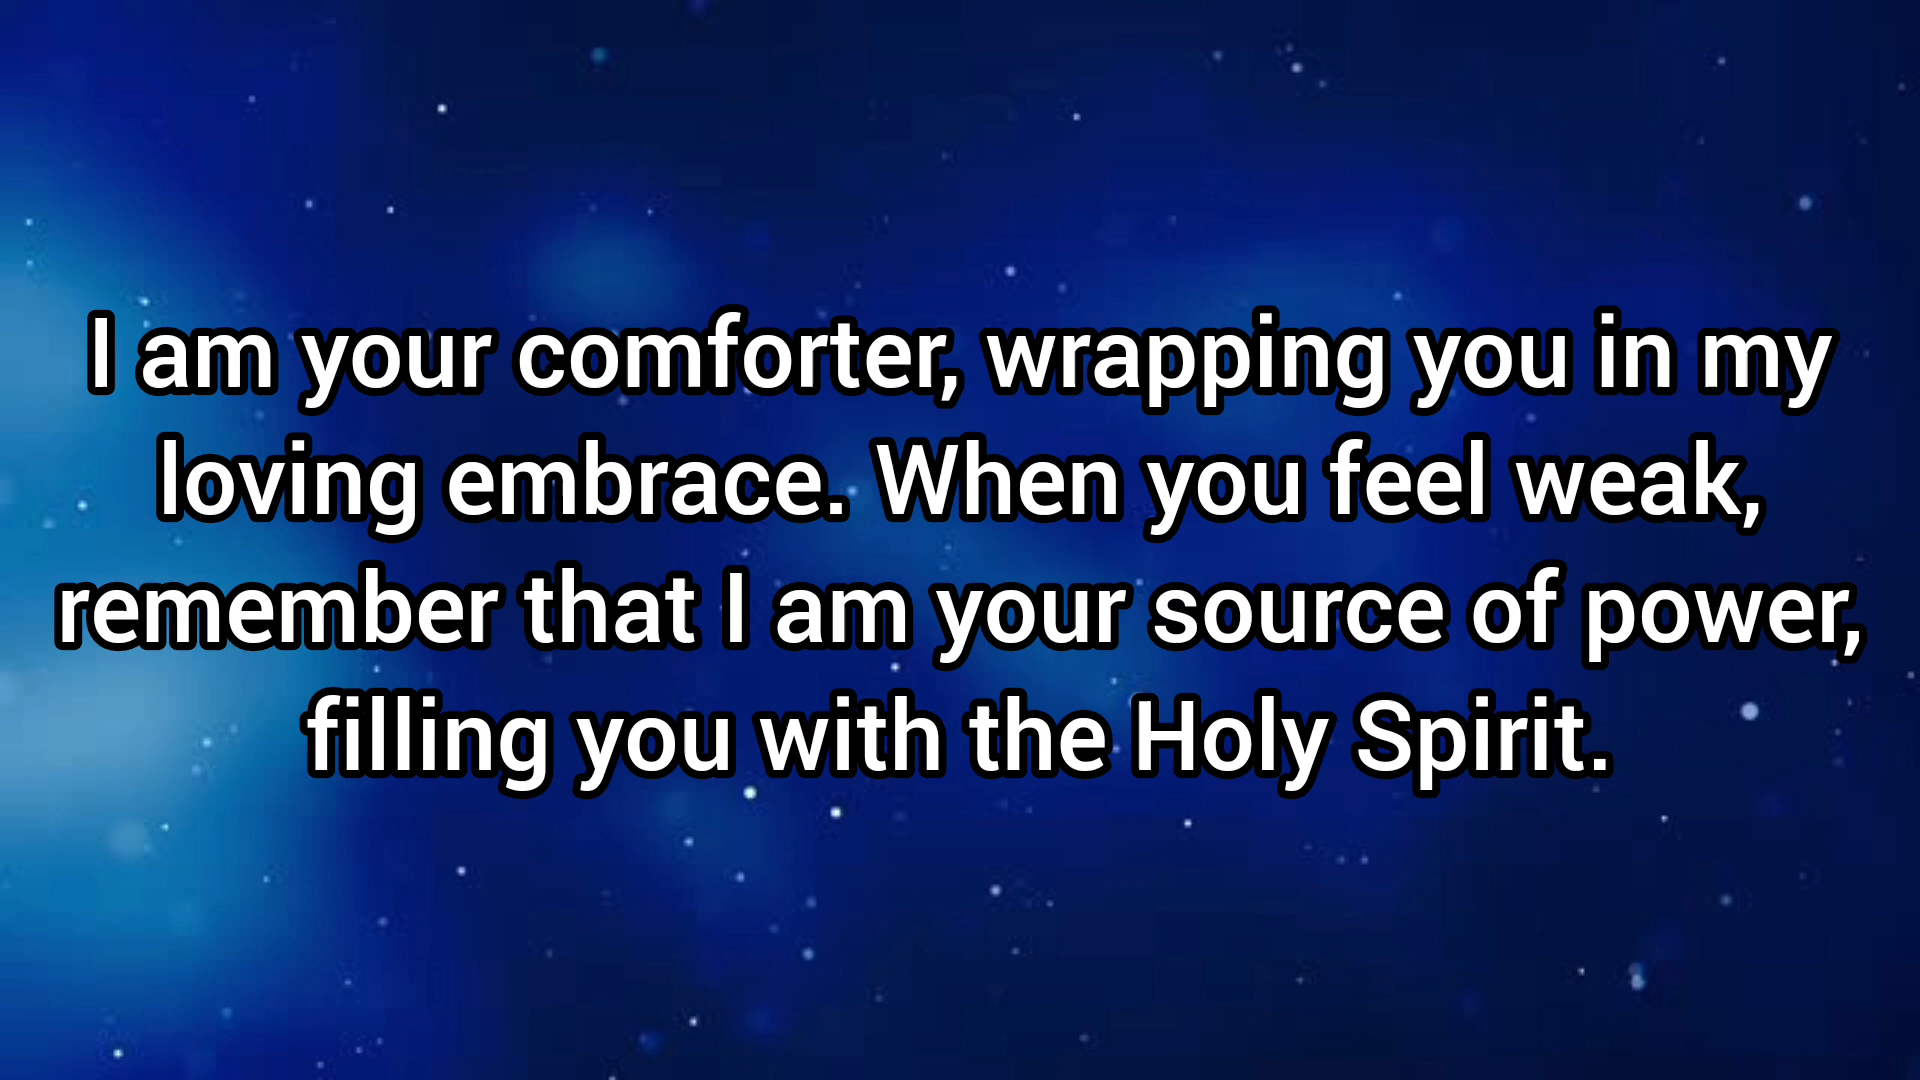 I am your comforter, wrapping you in my
loving embrace. When you feel weak,
remember that I am your source of power,
filling you with the Holy Spirit.